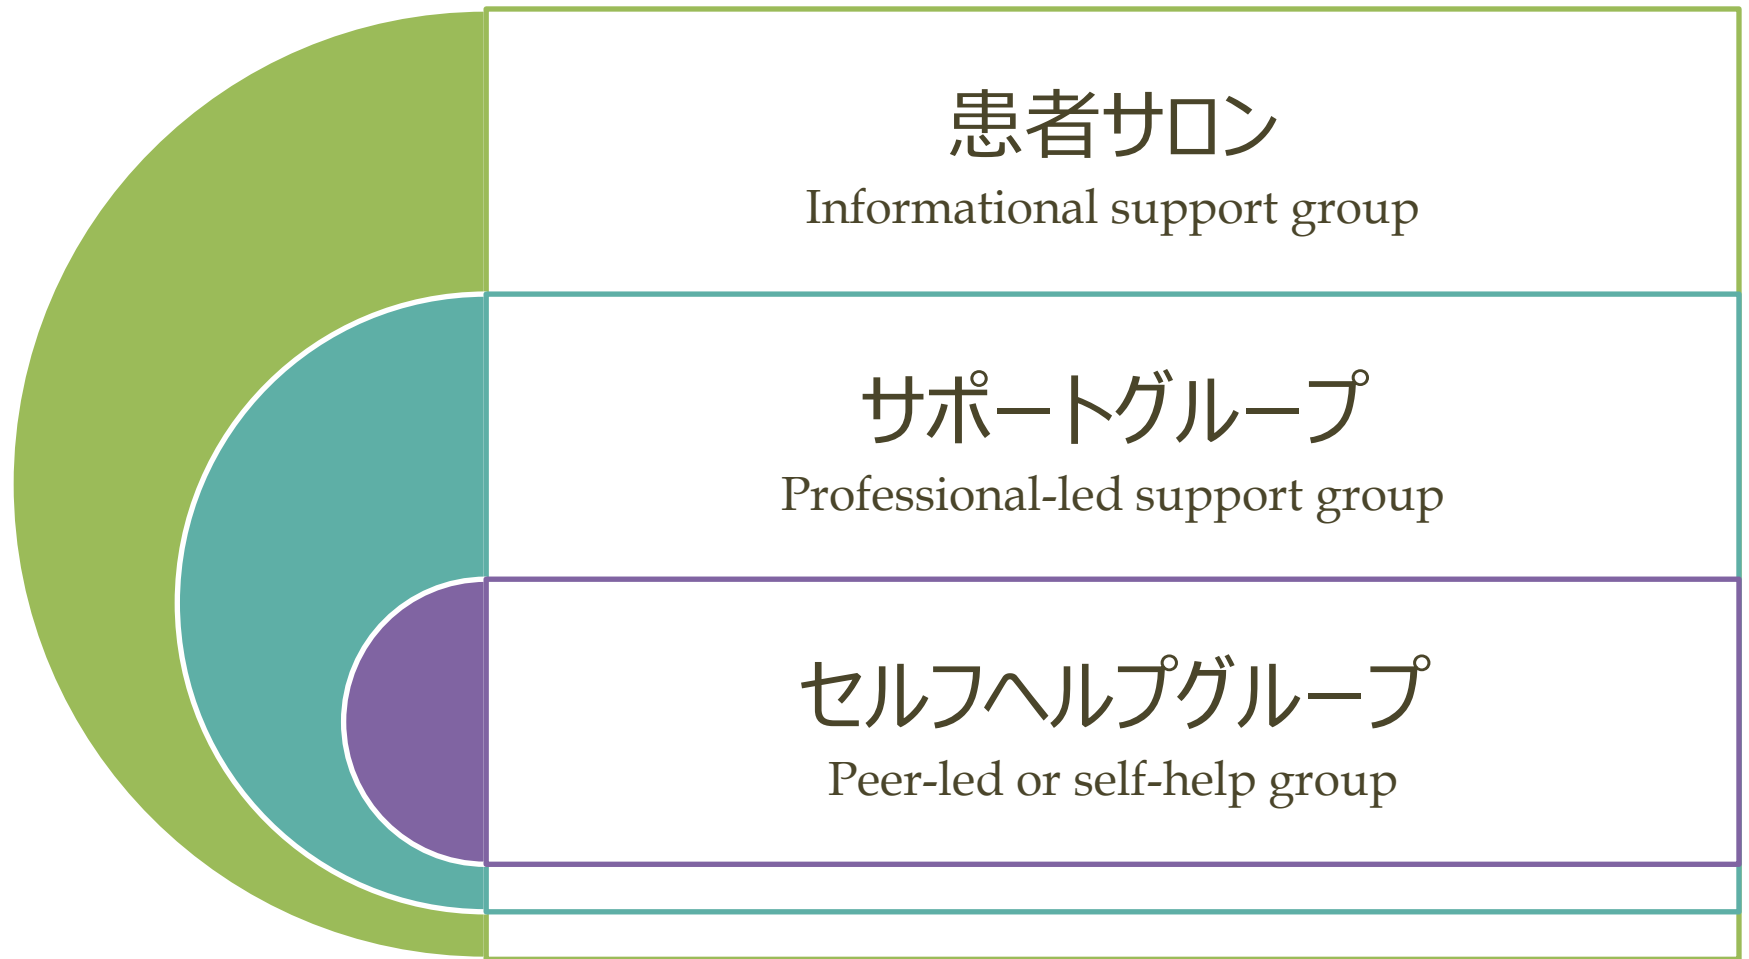 患者サロン
Informational support group
サポートグループ
Professional-led support group
セルフヘルプグループ
Peer-led or self-help group